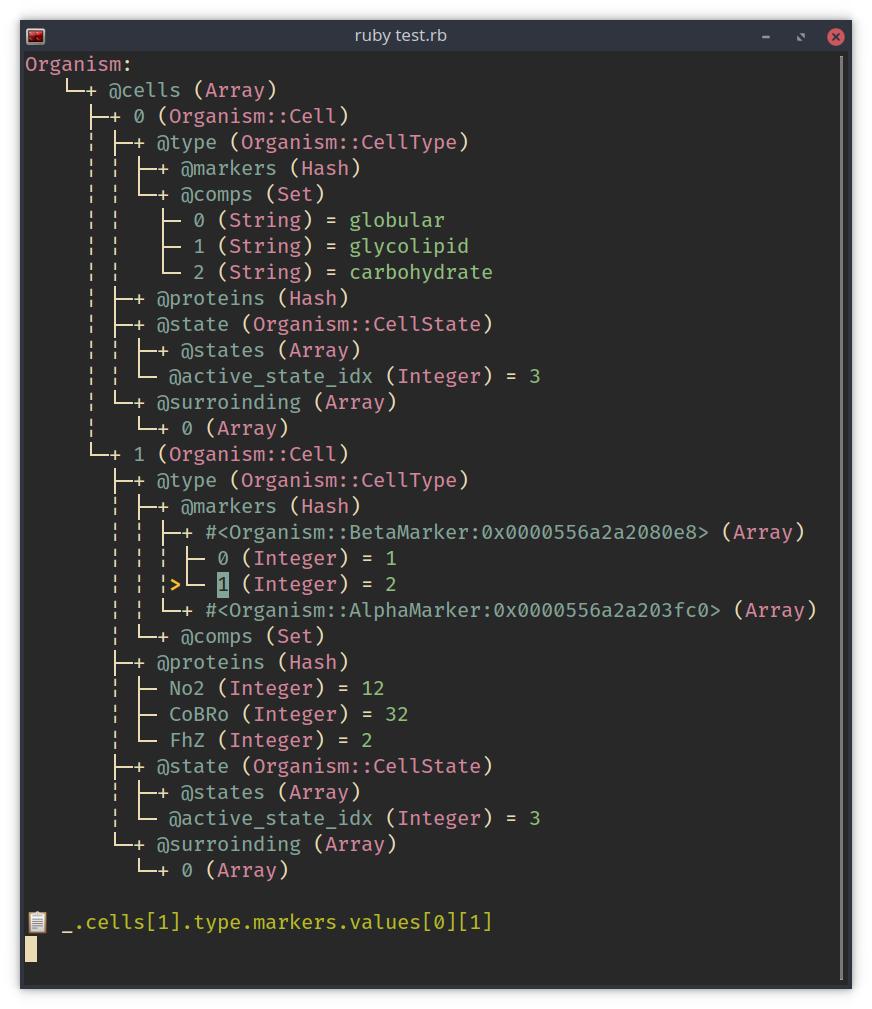 ruby test.rb
Organism:
└─+ @cells (Array)
├─+ 0 (Organism::Cell)
├─+ @type (Organism::CellType)
├─+ @markers (Hash)
└─+ @comps (Set)
├─ 0 (String) = globular
├─ 1 (String) = glycolipid
└─ 2 (String) = carbohydrate
├─+ @proteins (Hash)
├─+ @state (Organism::CellState)
├─+ @states (Array)
└─ @active_state_idx (Integer) = 3
└─+ @surroinding (Array)
└─+ 0 (Array)
└─+ 1 (Organism::Cell)
├─+ @type (Organism::CellType)
├─+ @markers (Hash)
├─+ #<Organism::BetaMarker:0x0000556a2a2080e8> (Array)
├─ 0 (Integer) = 1
>└─ 1 (Integer) = 2
└─+ #<Organism::AlphaMarker:0x0000556a2a203fc0> (Array)
└─+ @comps (Set)
├─+ @proteins (Hash)
├─ No2 (Integer) = 12
├─ CoBRo (Integer) = 32
└─ FhZ (Integer) = 2
├─+ @state (Organism::CellState)
├─+ @states (Array)
└─ @active_state_idx (Integer) = 3
└─+ @surroinding (Array)
└─+ 0 (Array)
📋 _.cells[1].type.markers.values[0][1]